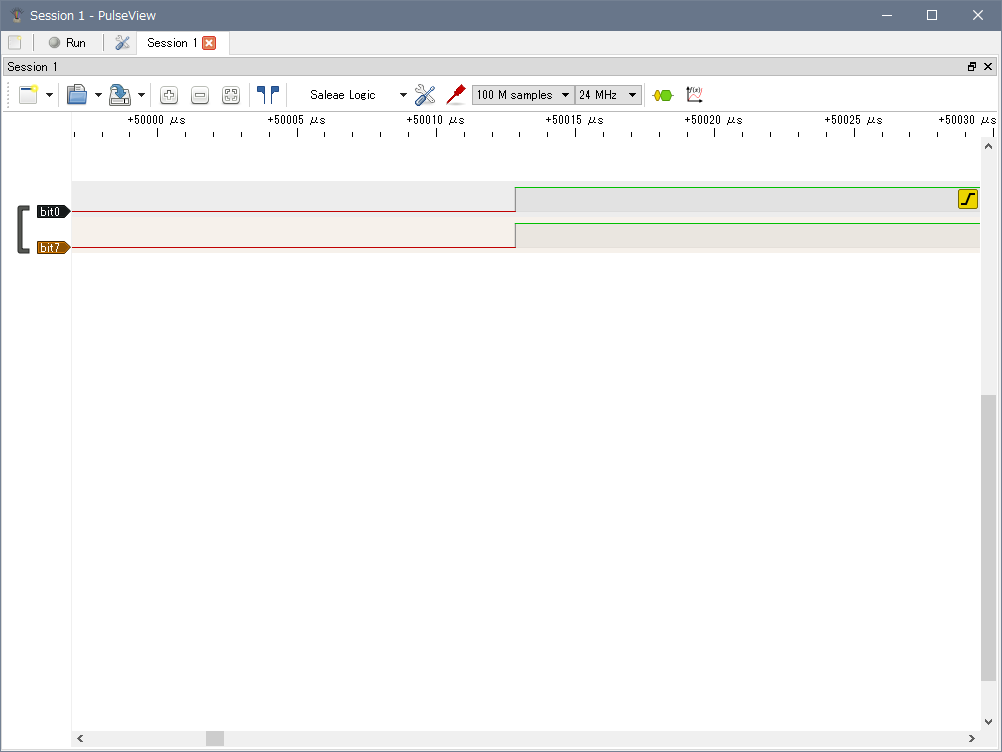 Session 1 - PulseView
Run
Session 1
Session 1
Saleae Logic
100 M samples
24 MHz
f(x)
+50000 μs +50005 μs +50010 μs +50015 μs +50020 μs +50025 μs +50030 μs
bit0
bit7